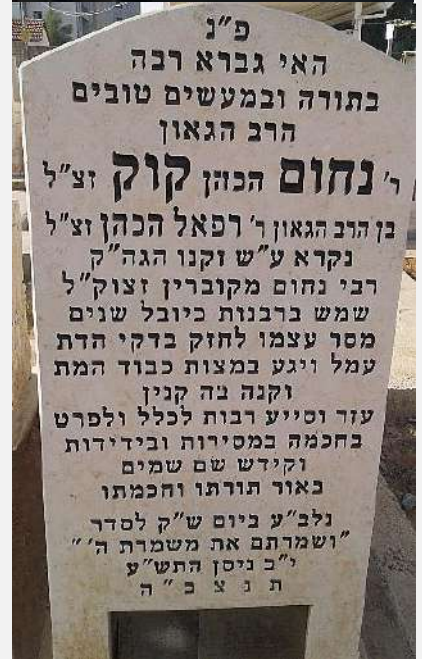 פ"נ
האי גברא רבה
בתורה ובמעשים טובים
הרב הגאון
ר' נחום הכהן קוק זצ"ל
בן הרב הגאון ר' רפאל הכהן זצ"ל
נקרא ע"ש זקנו הגה"ק
רבי נחום מקוברין זצוק"ל
שמש ברבנות כיובל שנים
מסר עצמו לחזק בדקי הדת
עמל ויגע במצות כבוד המת
וקנה בה קנין
עזר וסייע רבות לכלל ולפרט
בחכמה במסירות ובידידות
וקידש שם שמים
באור תורתו וחכמתו
נלב"ע ביום ש"ק לסדר
"ושמרתם את משמרת ה'"
י"ב ניסן התש"ע
ת נ צ ב "ה